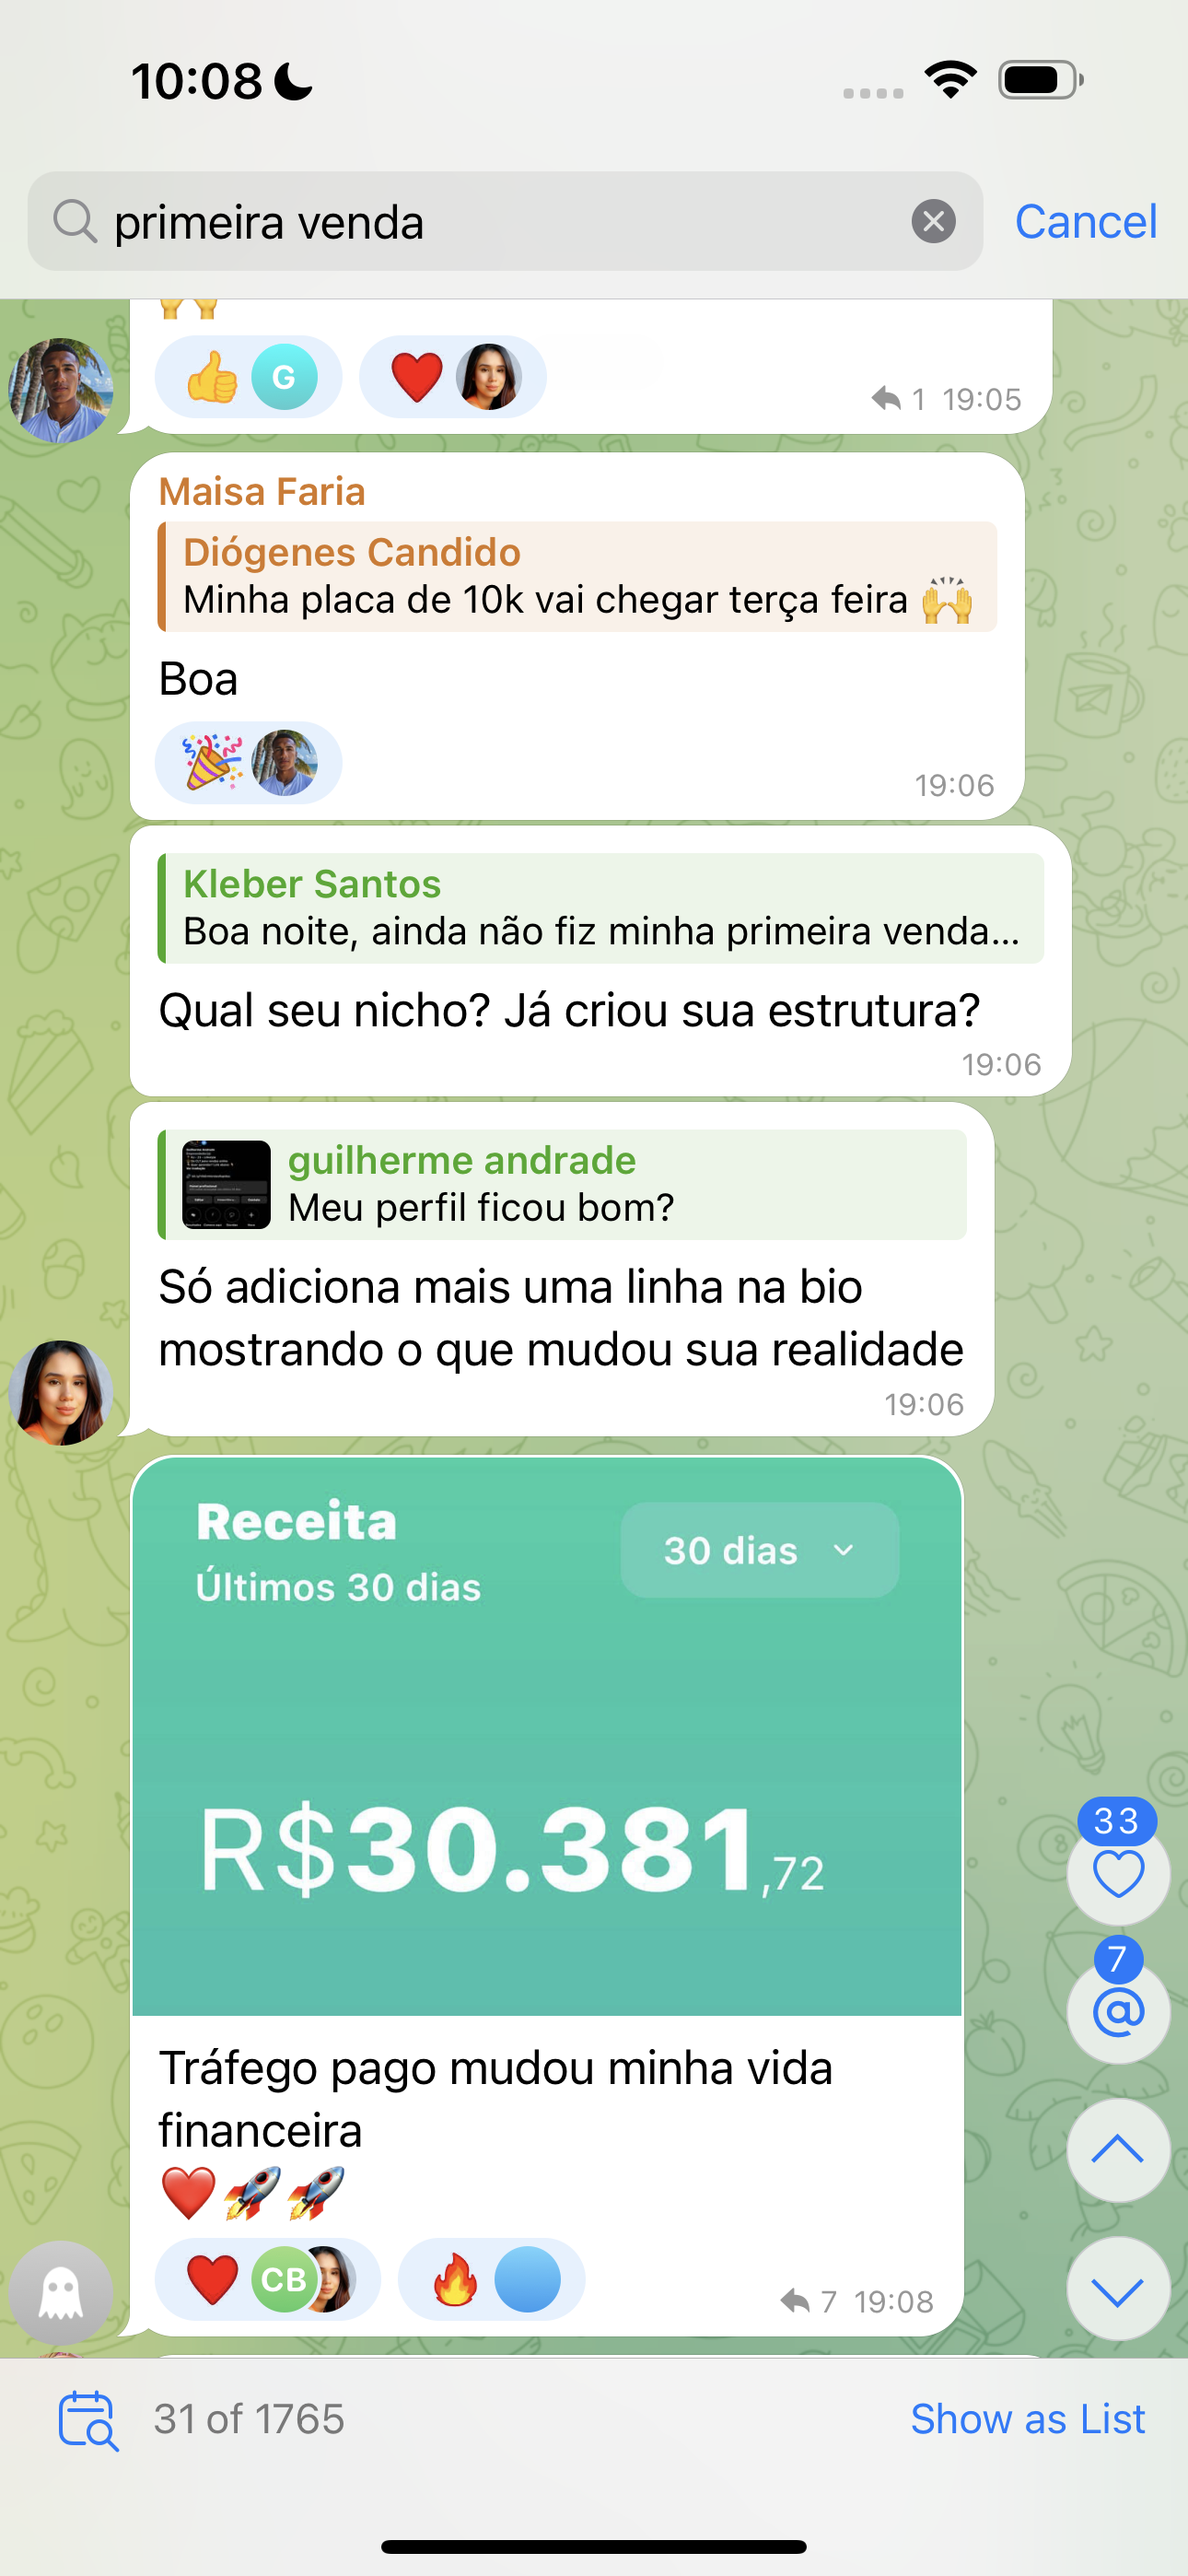 10:08
primeira venda
Cancel
G
1 19:05
Maisa Faria
Diógenes Candido
Minha placa de 10k vai chegar terça feira 🙌
Boa
19:06
Kleber Santos
Boa noite, ainda não fiz minha primeira venda...
Qual seu nicho? Já criou sua estrutura?
19:06
guilherme andrade
Meu perfil ficou bom?
Só adiciona mais uma linha na bio
mostrando o que mudou sua realidade
19:06
Receita
30 dias
Últimos 30 dias
R$30.381,72
33
7
@
Tráfego pago mudou minha vida
financeira
❤️🚀🚀
CB
7 19:08
31 of 1765
Show as List